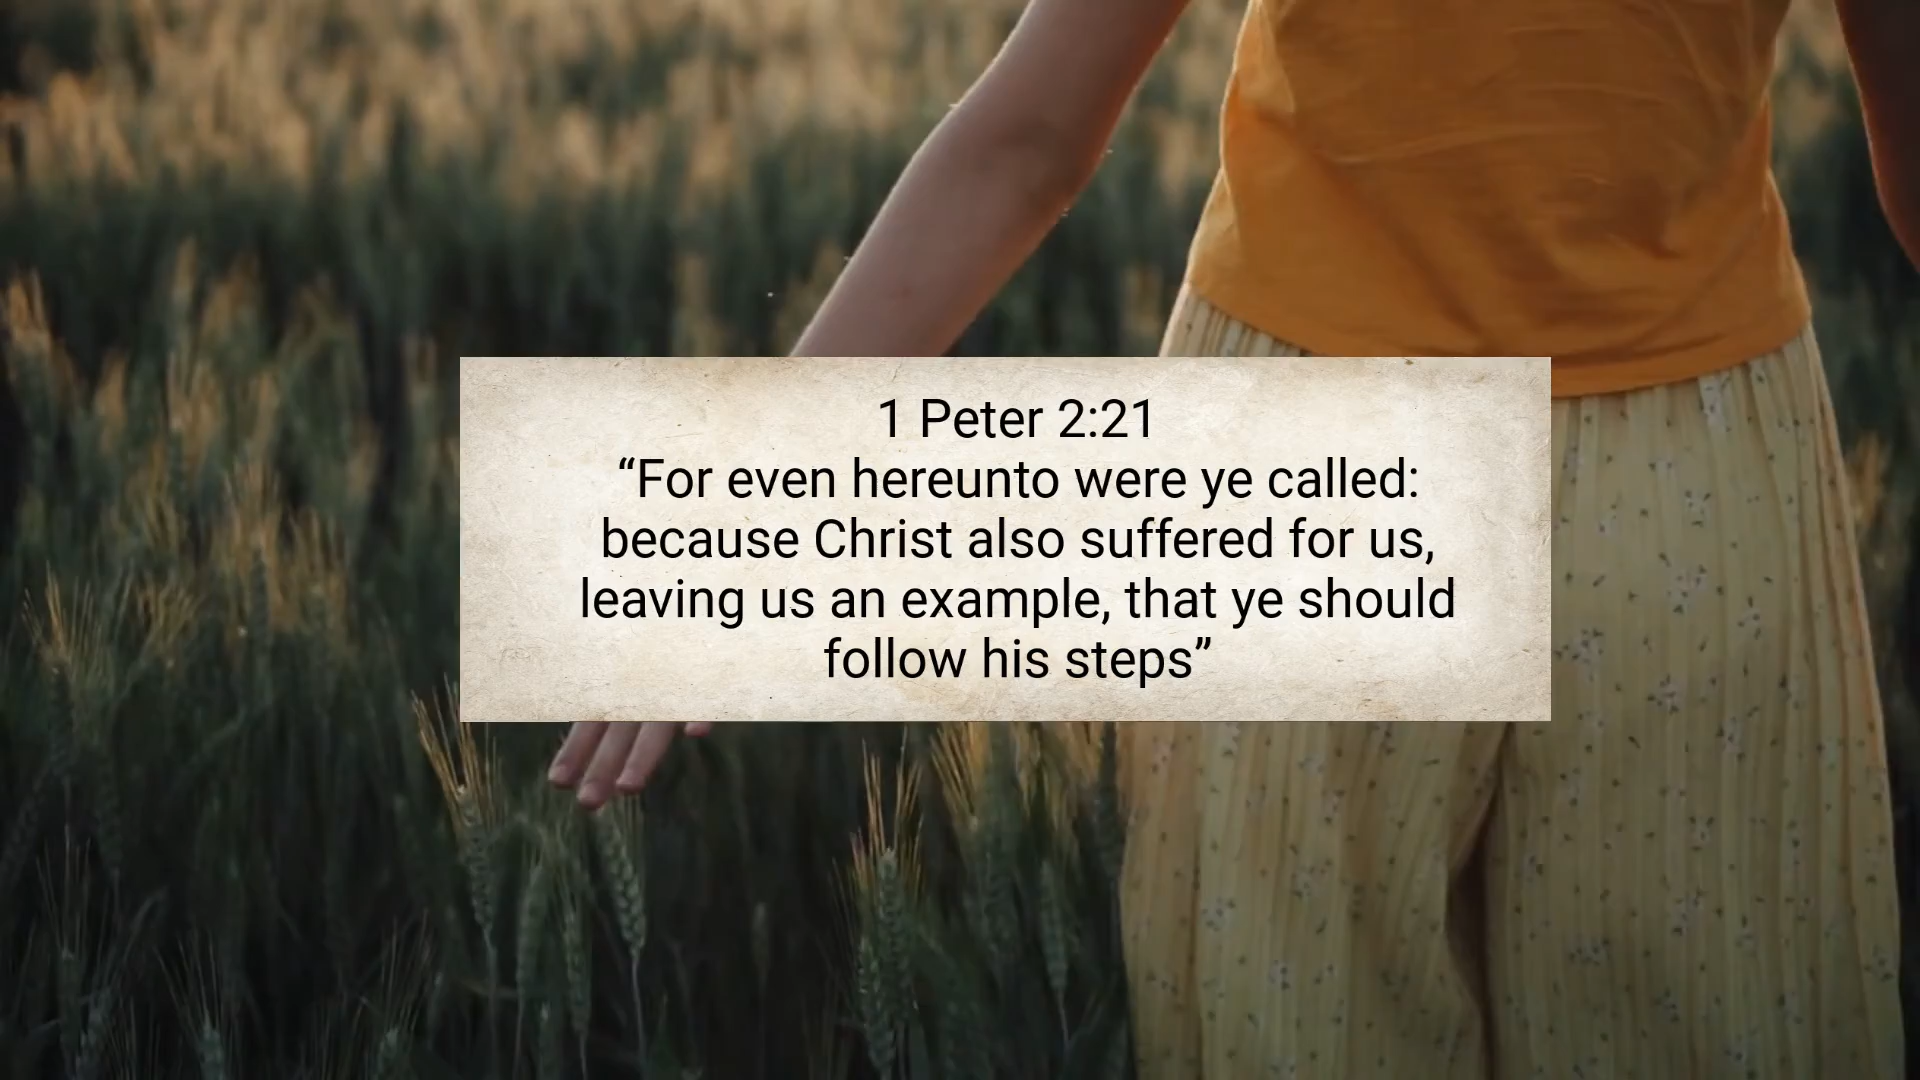 1 Peter 2:21
“For even hereunto were ye called:
because Christ also suffered for us,
leaving us an example, that ye should
follow his steps”